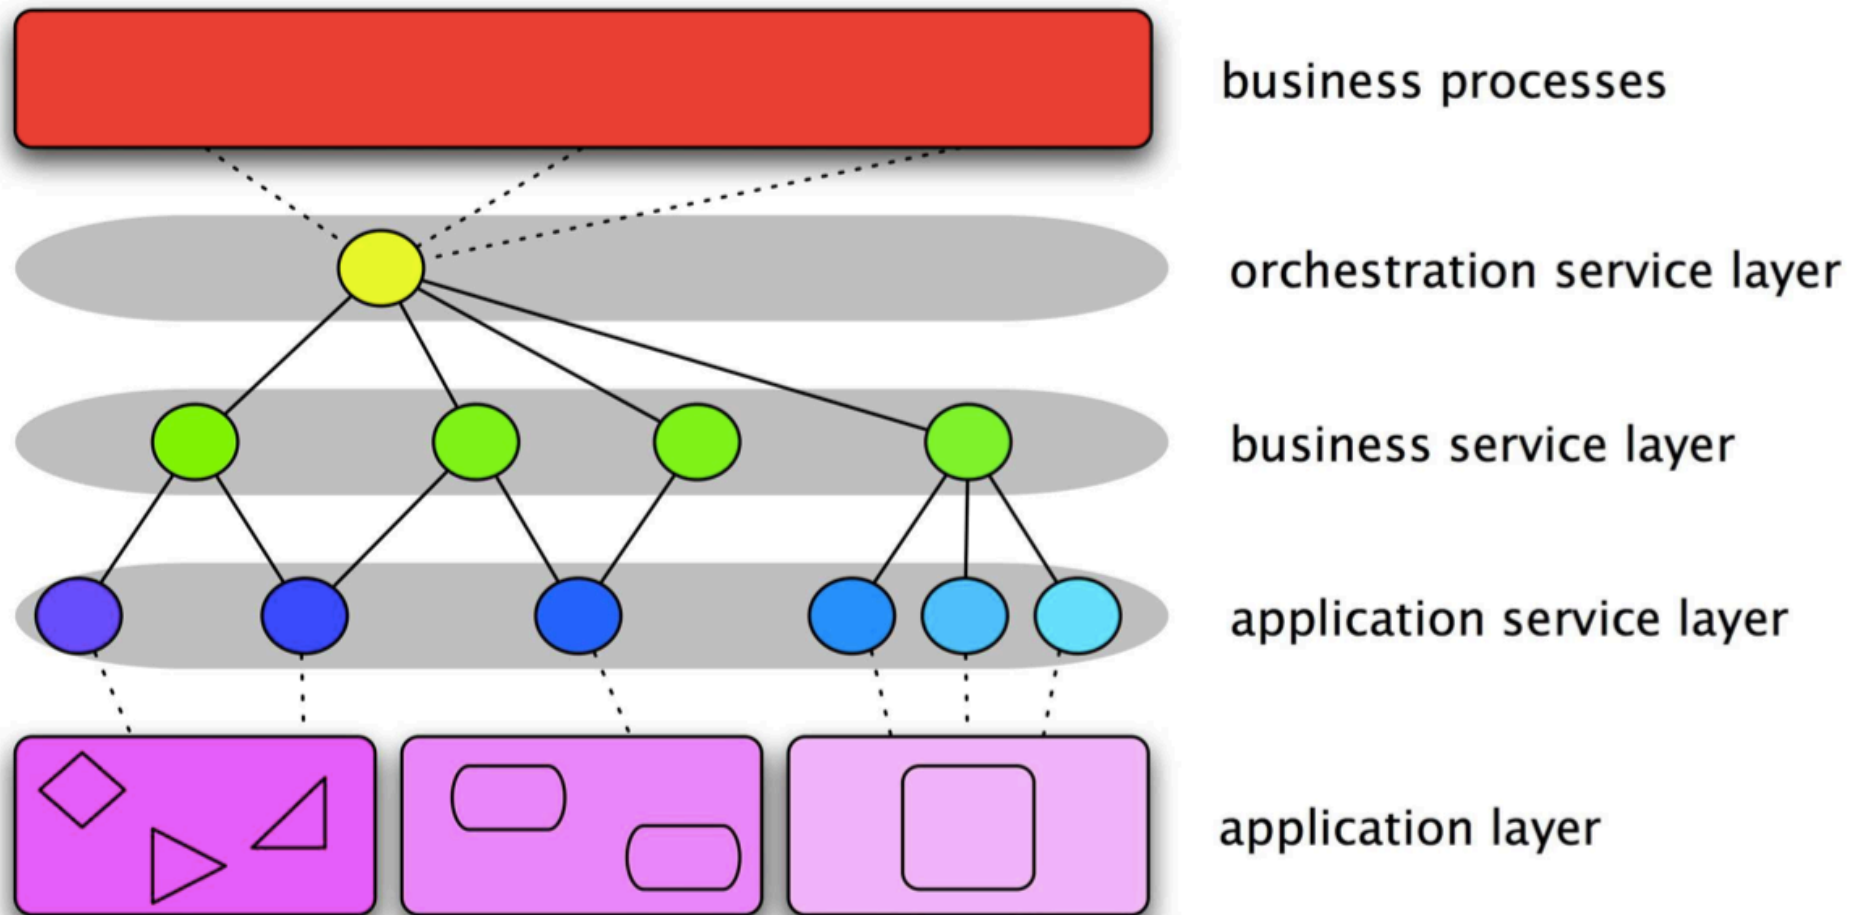 business processes
orchestration service layer
business service layer
application service layer
application layer